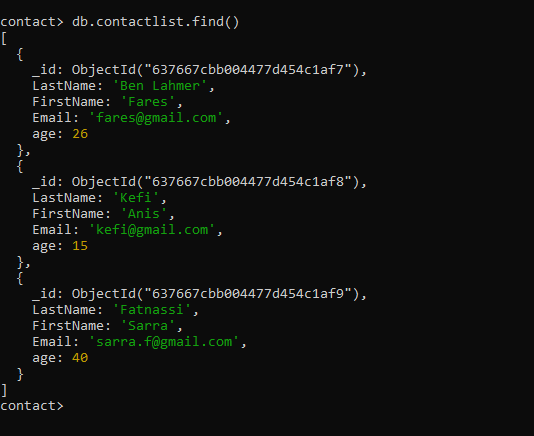 contact> db.contactlist.find()
[
  {
    _id: ObjectId("637667cbb004477d454c1af7"),
    LastName: 'Ben Lahmer',
    FirstName: 'Fares',
    Email: 'fares@gmail.com',
    age: 26
  },
  {
    _id: ObjectId("637667cbb004477d454c1af8"),
    LastName: 'Kefi',
    FirstName: 'Anis',
    Email: 'kefi@gmail.com',
    age: 15
  },
  {
    _id: ObjectId("637667cbb004477d454c1af9"),
    LastName: 'Fatnassi',
    FirstName: 'Sarra',
    Email: 'sarra.f@gmail.com',
    age: 40
  }
]
contact>